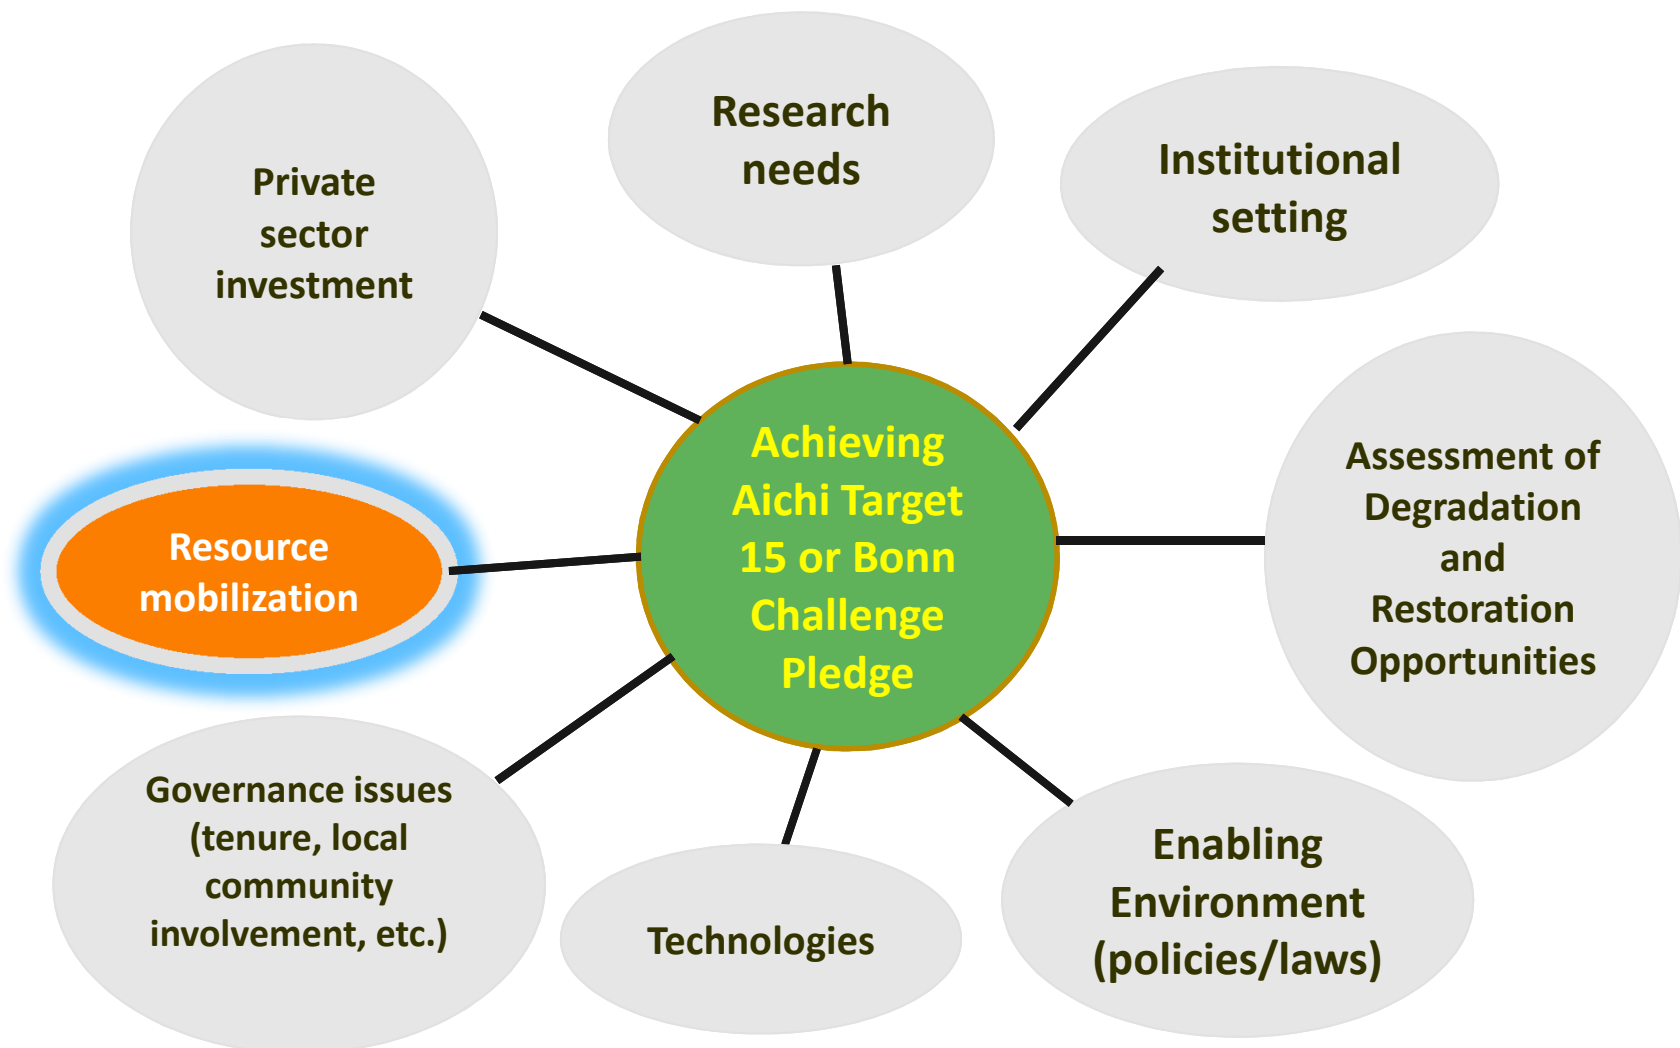 Research
needs
Institutional
setting
Private
sector
investment
Achieving
Aichi Target
15 or Bonn
Challenge
Pledge
Assessment of
Degradation
and
Restoration
Opportunities
Resource
mobilization
Governance issues
(tenure, local
community
involvement, etc.)
Technologies
Enabling
Environment
(policies/laws)